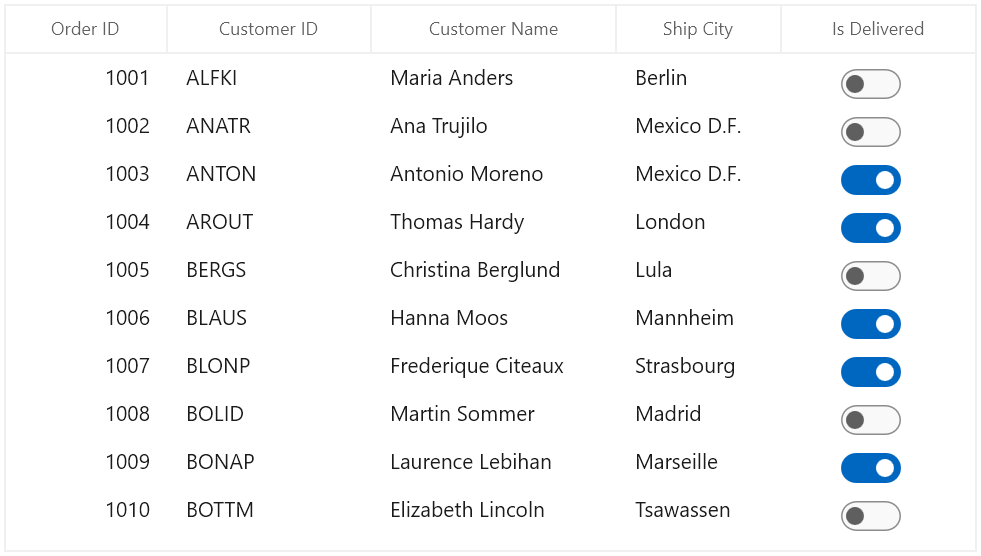 Order ID Customer ID Customer Name Ship City Is Delivered
1001 ALFKI Maria Anders Berlin
1002 ANATR Ana Trujilo Mexico D.F.
1003 ANTON Antonio Moreno Mexico D.F.
1004 AROUT Thomas Hardy London
1005 BERGS Christina Berglund Lula
1006 BLAUS Hanna Moos Mannheim
1007 BLONP Frederique Citeaux Strasbourg
1008 BOLID Martin Sommer Madrid
1009 BONAP Laurence Lebihan Marseille
1010 BOTTM Elizabeth Lincoln Tsawassen